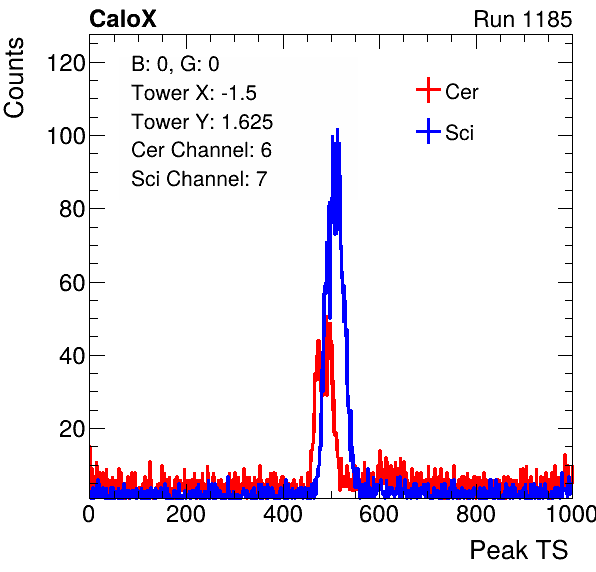 CaloX Run 1185
Counts
B: 0, G: 0
Tower X: -1.5
Tower Y: 1.625
Cer Channel: 6
Sci Channel: 7
Cer
Sci
120
100
80
60
40
20
0 200 400 600 800 1000
Peak TS